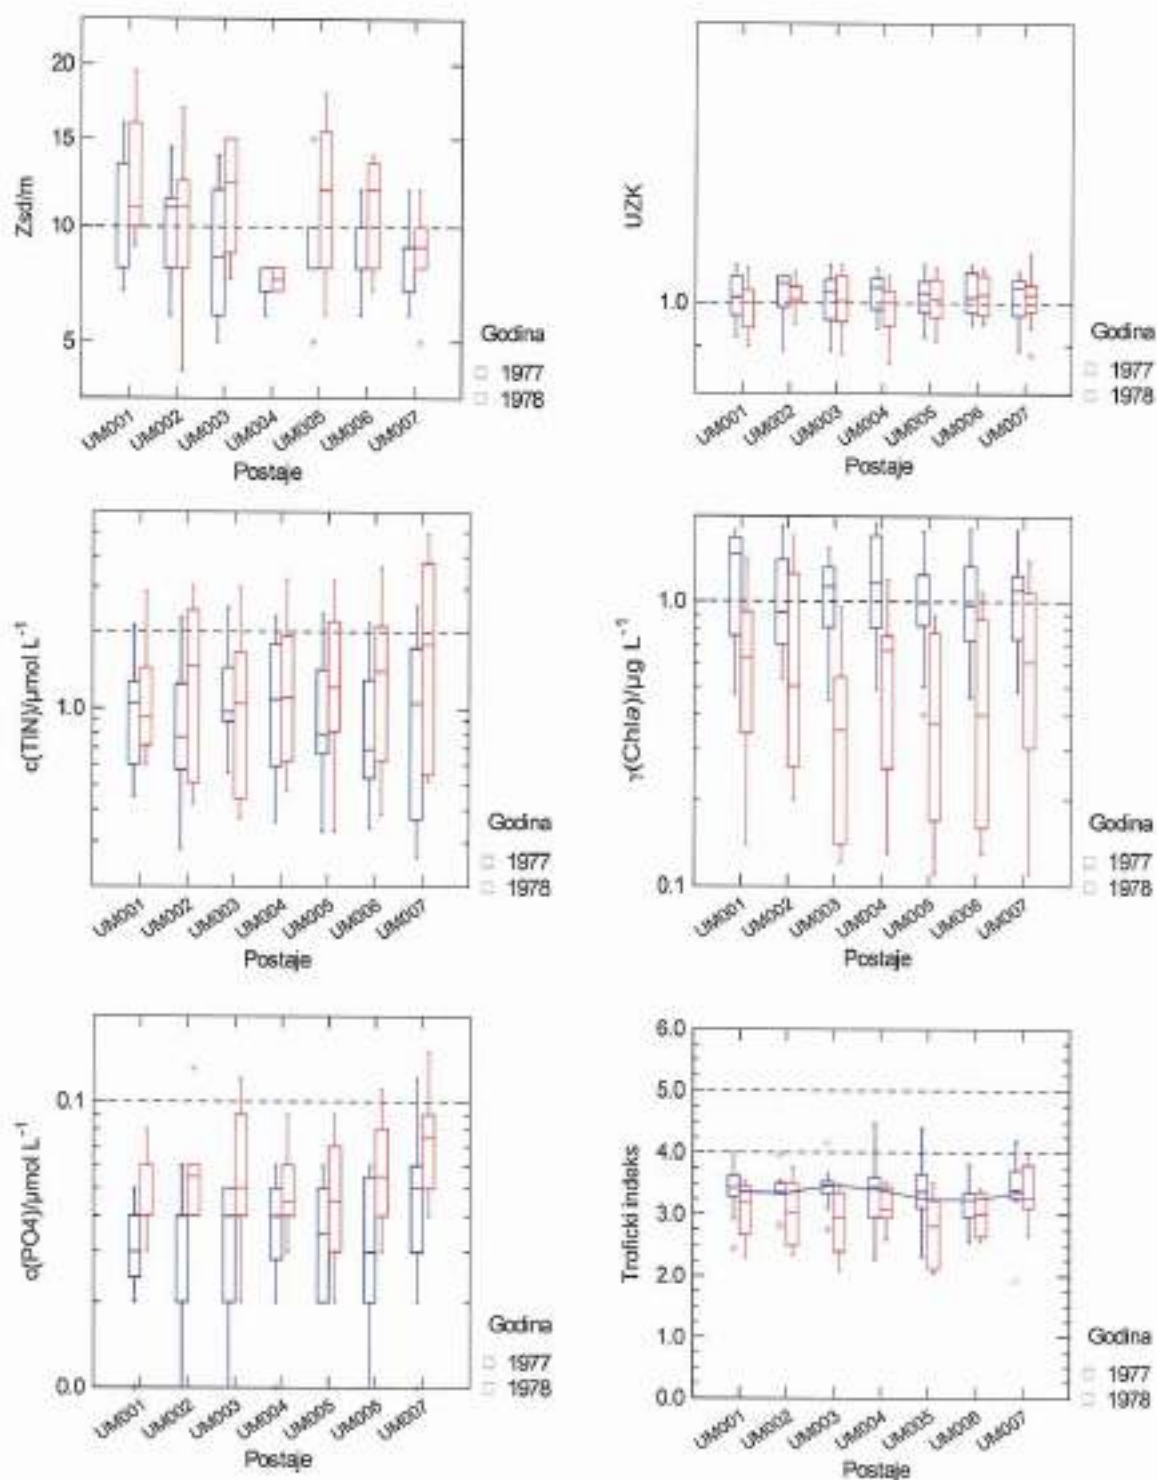 Zsd/m
20
15
10
5
UM001
UM002
UM003
UM004
UM005
UM006
UM007
Postaje
Godina
1977
1978
UZK
1.0
UM001
UM002
UM003
UM004
UM005
UM006
UM007
Postaje
Godina
1977
1978
c(TIN)/µmol L⁻¹
1.0
UM001
UM002
UM003
UM004
UM005
UM006
UM007
Postaje
Godina
1977
1978
γ(Chla)/µg L⁻¹
1.0
0.1
UM001
UM002
UM003
UM004
UM005
UM006
UM007
Postaje
Godina
1977
1978
c(PO4)/µmol L⁻¹
0.1
0.0
UM001
UM002
UM003
UM004
UM005
UM006
UM007
Postaje
Godina
1977
1978
Troficki indeks
6.0
5.0
4.0
3.0
2.0
1.0
0.0
UM001
UM002
UM003
UM004
UM005
UM006
UM007
Postaje
Godina
1977
1978